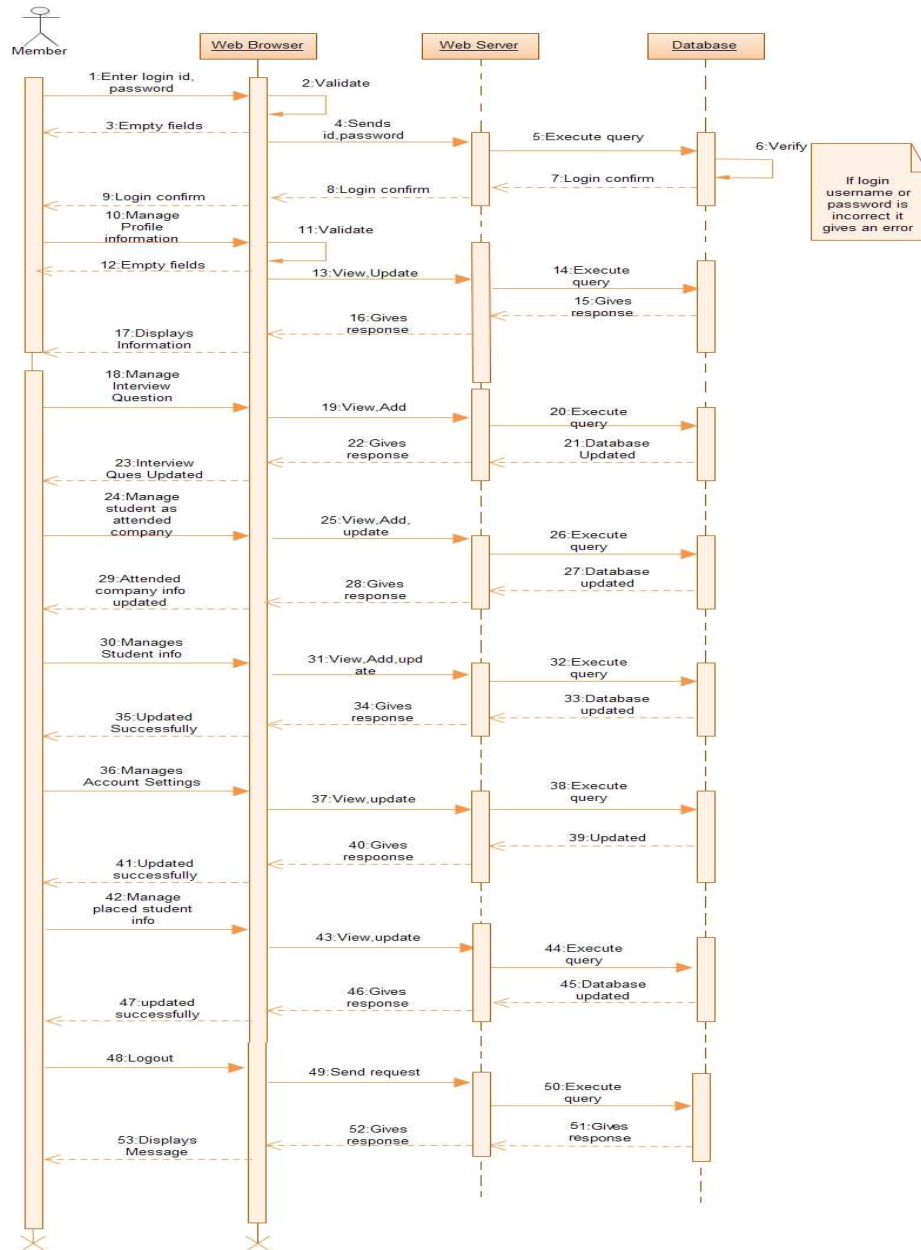 Member
Web Browser
Web Server
Database
1:Enter login id,
password
2:Validate
3:Empty fields
4:Sends
id,password
5:Execute query
6:Verify
If login
username or
password is
incorrect it
gives an error
7:Login confirm
8:Login confirm
9:Login confirm
10:Manage
Profile
information
11:Validate
12:Empty fields
13:View,Update
14:Execute
query
15:Gives
response
16:Gives
response
17:Displays
Information
18:Manage
Interview
Question
19:View,Add
20:Execute
query
21:Database
Updated
22:Gives
response
23:Interview
Ques Updated
24:Manage
student as
attended
company
25:View,Add,
update
26:Execute
query
27:Database
updated
28:Gives
response
29:Attended
company info
updated
30:Manages
Student info
31:View,Add,upd
ate
32:Execute
query
33:Database
updated
34:Gives
response
35:Updated
Successfully
36:Manages
Account Settings
37:View,update
38:Execute
query
39:Updated
40:Gives
respoonse
41:Updated
successfully
42:Manage
placed student
info
43:View,update
44:Execute
query
45:Database
updated
46:Gives
response
47:updated
successfully
48:Logout
49:Send request
50:Execute
query
51:Gives
response
52:Gives
response
53:Displays
Message